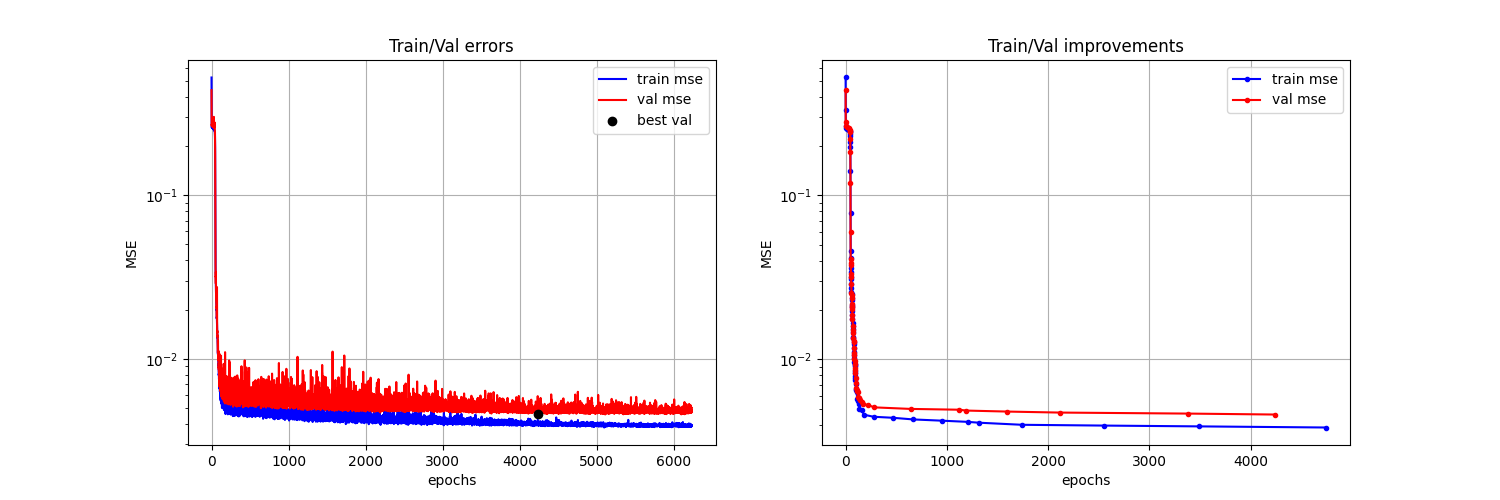 Train/Val errors
train mse
val mse
best val
10⁻¹
10⁻²
MSE
0 1000 2000 3000 4000 5000 6000
epochs
Train/Val improvements
train mse
val mse
10⁻¹
10⁻²
MSE
0 1000 2000 3000 4000
epochs